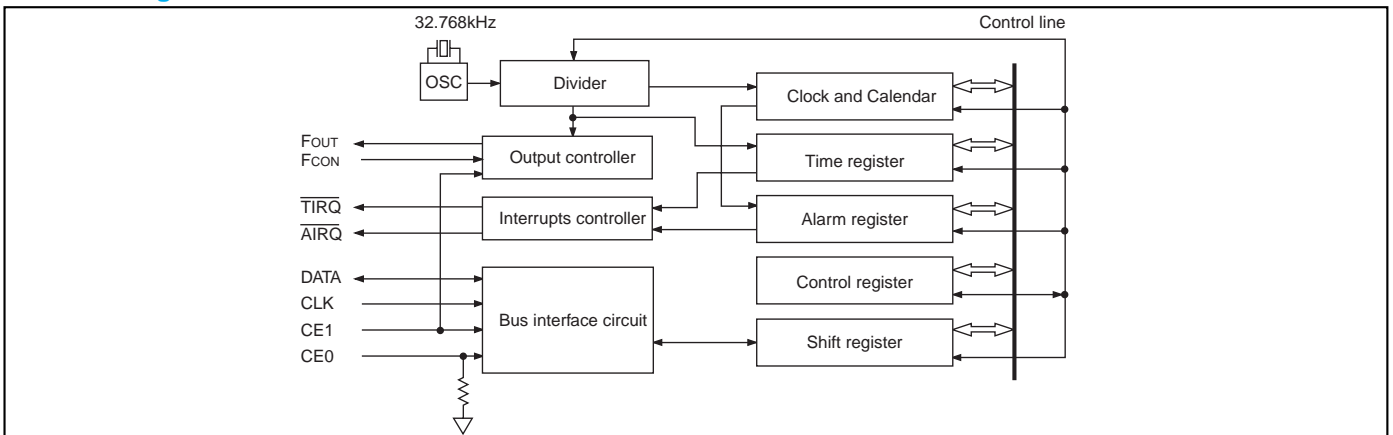 32.768kHz
Control line
OSC
Divider
Clock and Calendar
FOUT
FCON
Output controller
Time register
TIRQ
AIRQ
Interrupts controller
Alarm register
DATA
CLK
CE1
CE0
Bus interface circuit
Control register
Shift register